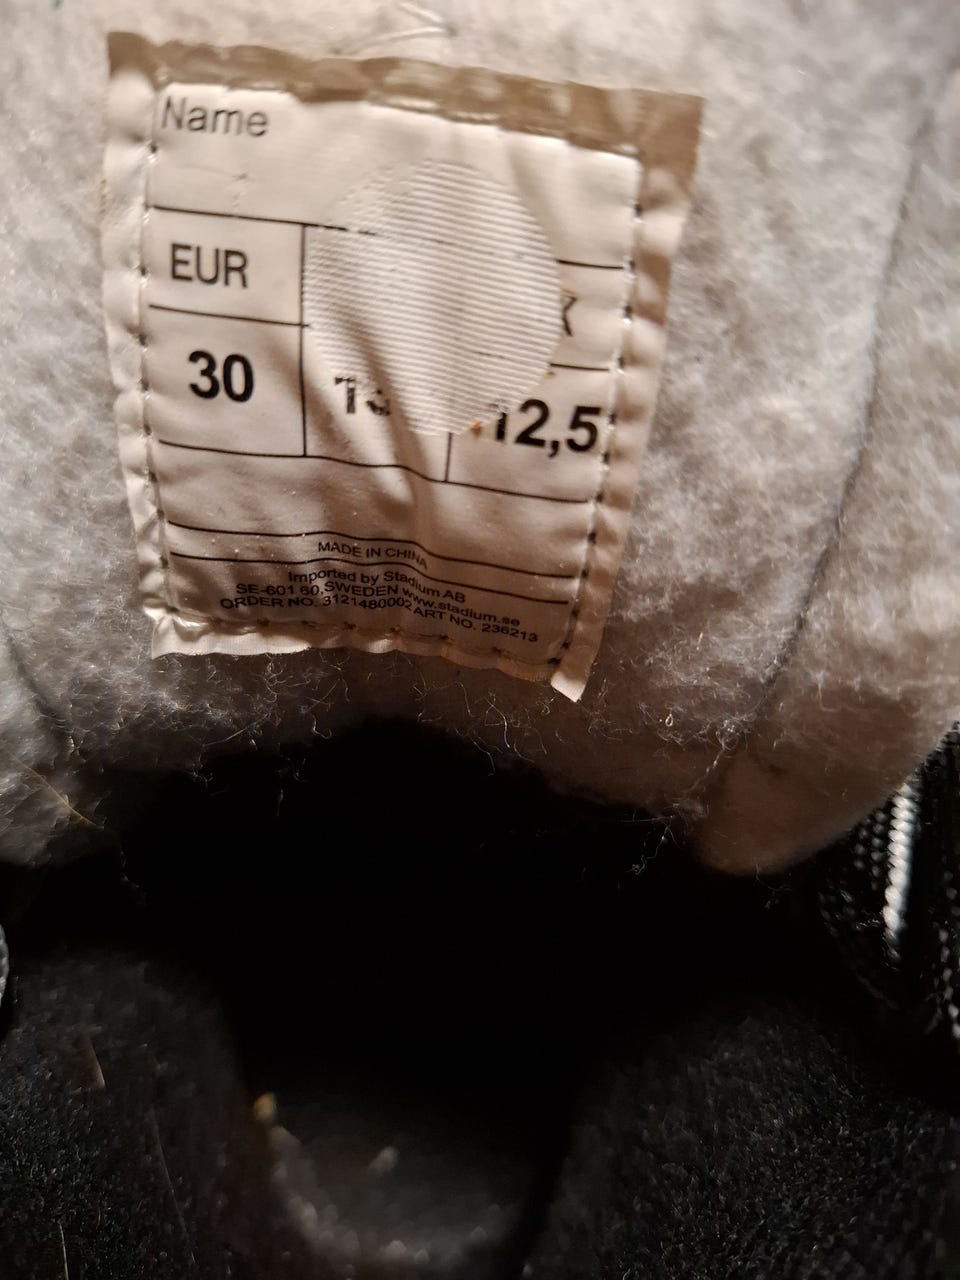 Name
EUR
30 12,5
MADE IN CHINA
Imported by Stadium AB
SE-601 60,SWEDEN www.stadium.se
ORDER NO. 3121480002 ART NO. 236213